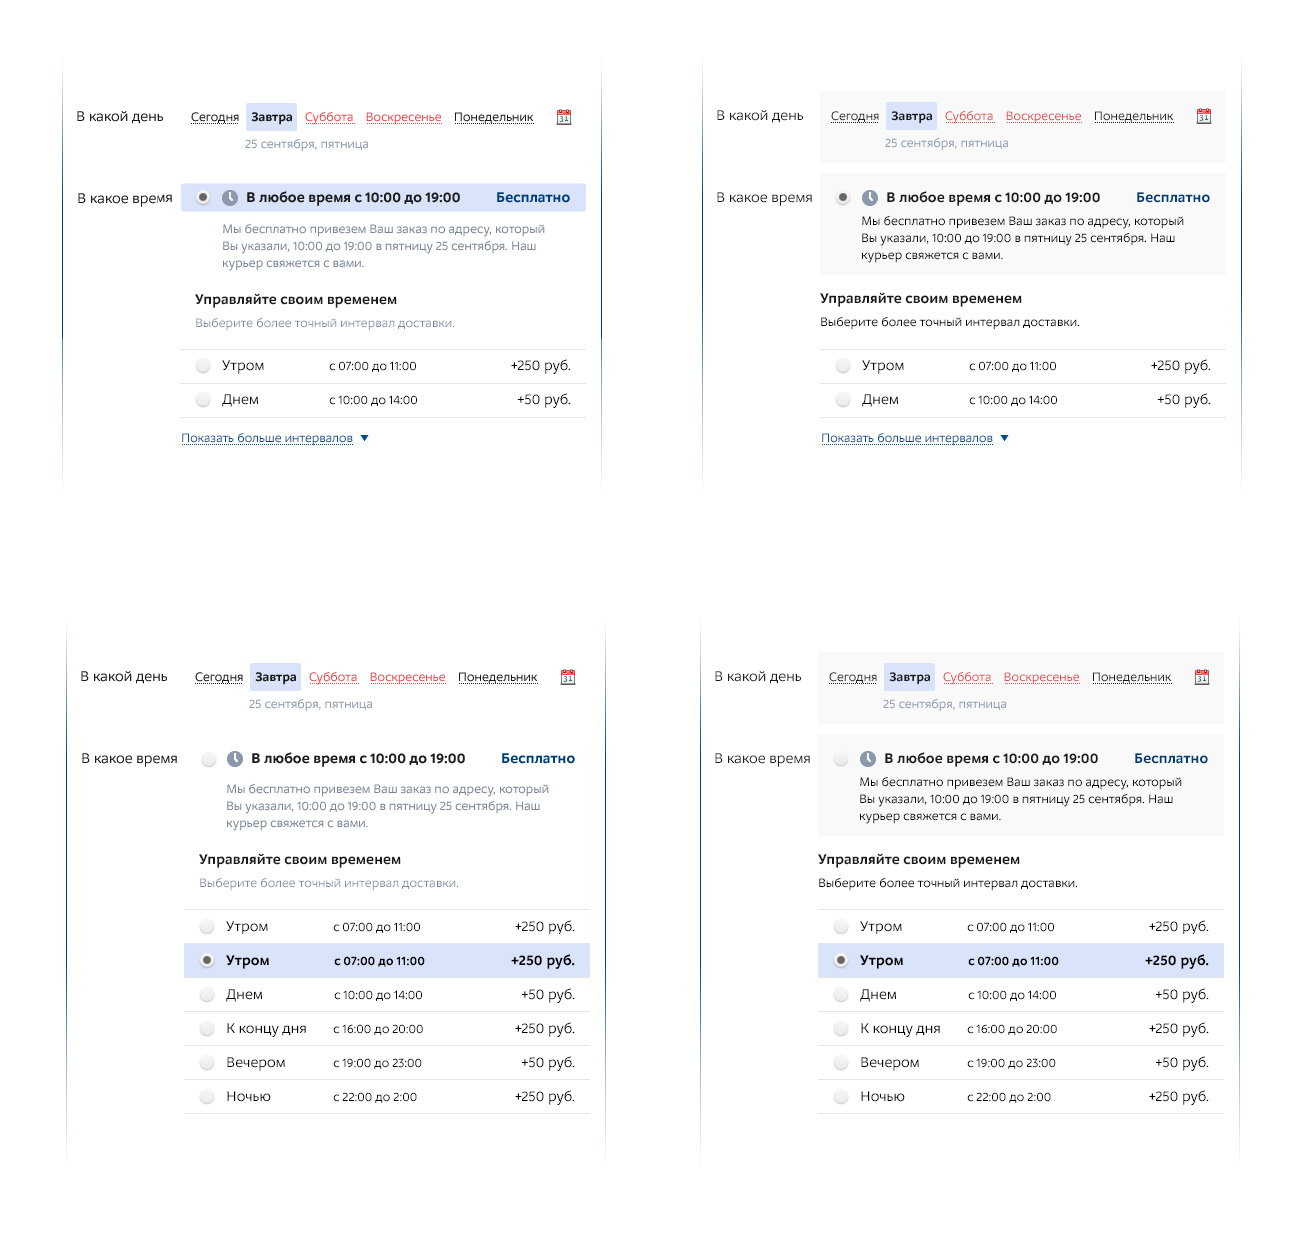 В какой день Сегодня Завтра Суббота Воскресенье Понедельник 31
25 сентября, пятница
В какое время В любое время с 10:00 до 19:00 Бесплатно
Мы бесплатно привезем Ваш заказ по адресу, который
Вы указали, 10:00 до 19:00 в пятницу 25 сентября. Наш
курьер свяжется с вами.
Управляйте своим временем
Выберите более точный интервал доставки.
Утром с 07:00 до 11:00 +250 руб.
Днем с 10:00 до 14:00 +50 руб.
Показать больше интервалов
В какой день Сегодня Завтра Суббота Воскресенье Понедельник 31
25 сентября, пятница
В какое время В любое время с 10:00 до 19:00 Бесплатно
Мы бесплатно привезем Ваш заказ по адресу, который
Вы указали, 10:00 до 19:00 в пятницу 25 сентября. Наш
курьер свяжется с вами.
Управляйте своим временем
Выберите более точный интервал доставки.
Утром с 07:00 до 11:00 +250 руб.
Днем с 10:00 до 14:00 +50 руб.
Показать больше интервалов
В какой день Сегодня Завтра Суббота Воскресенье Понедельник 31
25 сентября, пятница
В какое время В любое время с 10:00 до 19:00 Бесплатно
Мы бесплатно привезем Ваш заказ по адресу, который
Вы указали, 10:00 до 19:00 в пятницу 25 сентября. Наш
курьер свяжется с вами.
Управляйте своим временем
Выберите более точный интервал доставки.
Утром с 07:00 до 11:00 +250 руб.
Утром с 07:00 до 11:00 +250 руб.
Днем с 10:00 до 14:00 +50 руб.
К концу дня с 16:00 до 20:00 +250 руб.
Вечером с 19:00 до 23:00 +50 руб.
Ночью с 22:00 до 2:00 +250 руб.
В какой день Сегодня Завтра Суббота Воскресенье Понедельник 31
25 сентября, пятница
В какое время В любое время с 10:00 до 19:00 Бесплатно
Мы бесплатно привезем Ваш заказ по адресу, который
Вы указали, 10:00 до 19:00 в пятницу 25 сентября. Наш
курьер свяжется с вами.
Управляйте своим временем
Выберите более точный интервал доставки.
Утром с 07:00 до 11:00 +250 руб.
Утром с 07:00 до 11:00 +250 руб.
Днем с 10:00 до 14:00 +50 руб.
К концу дня с 16:00 до 20:00 +250 руб.
Вечером с 19:00 до 23:00 +50 руб.
Ночью с 22:00 до 2:00 +250 руб.